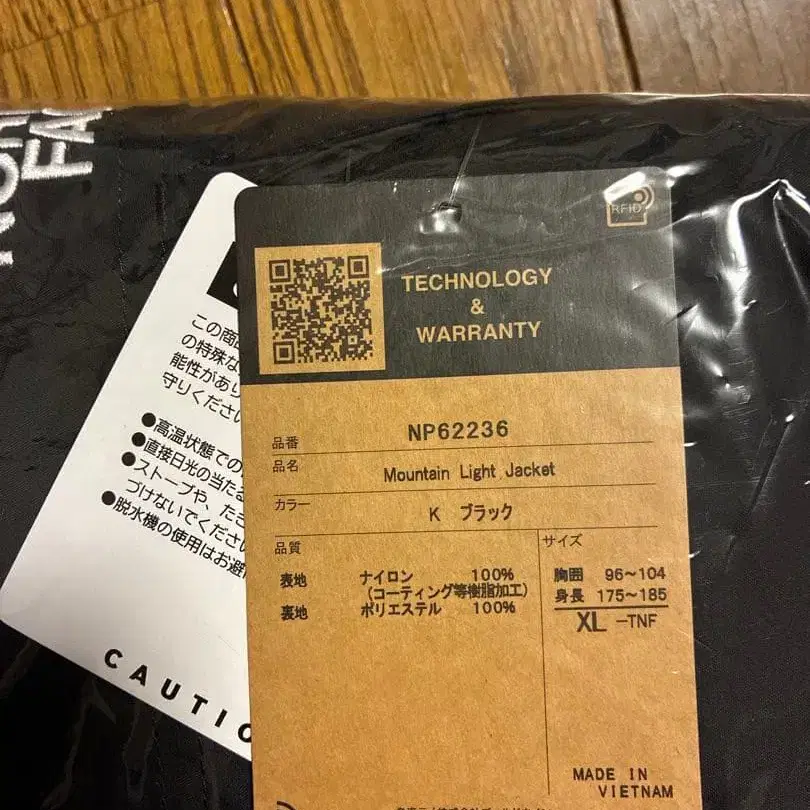 FA
RFID
TECHNOLOGY
&
WARRANTY
品番 NP62236
品名 Mountain Light Jacket
カラー K ブラック
品質
サイズ
表地 ナイロン 100%
(コーティング等樹脂加工)
裏地 ポリエステル 100%
胸囲 96~104
身長 175~185
XL -TNF
MADE IN
VIETNAM
この商
の特殊な
能性があり
守りくださ
●高温状態での
●直接日光の当たる
●ストーブや、たき
づけないでくださ
●脱水機の使用はお避
CAUTIO